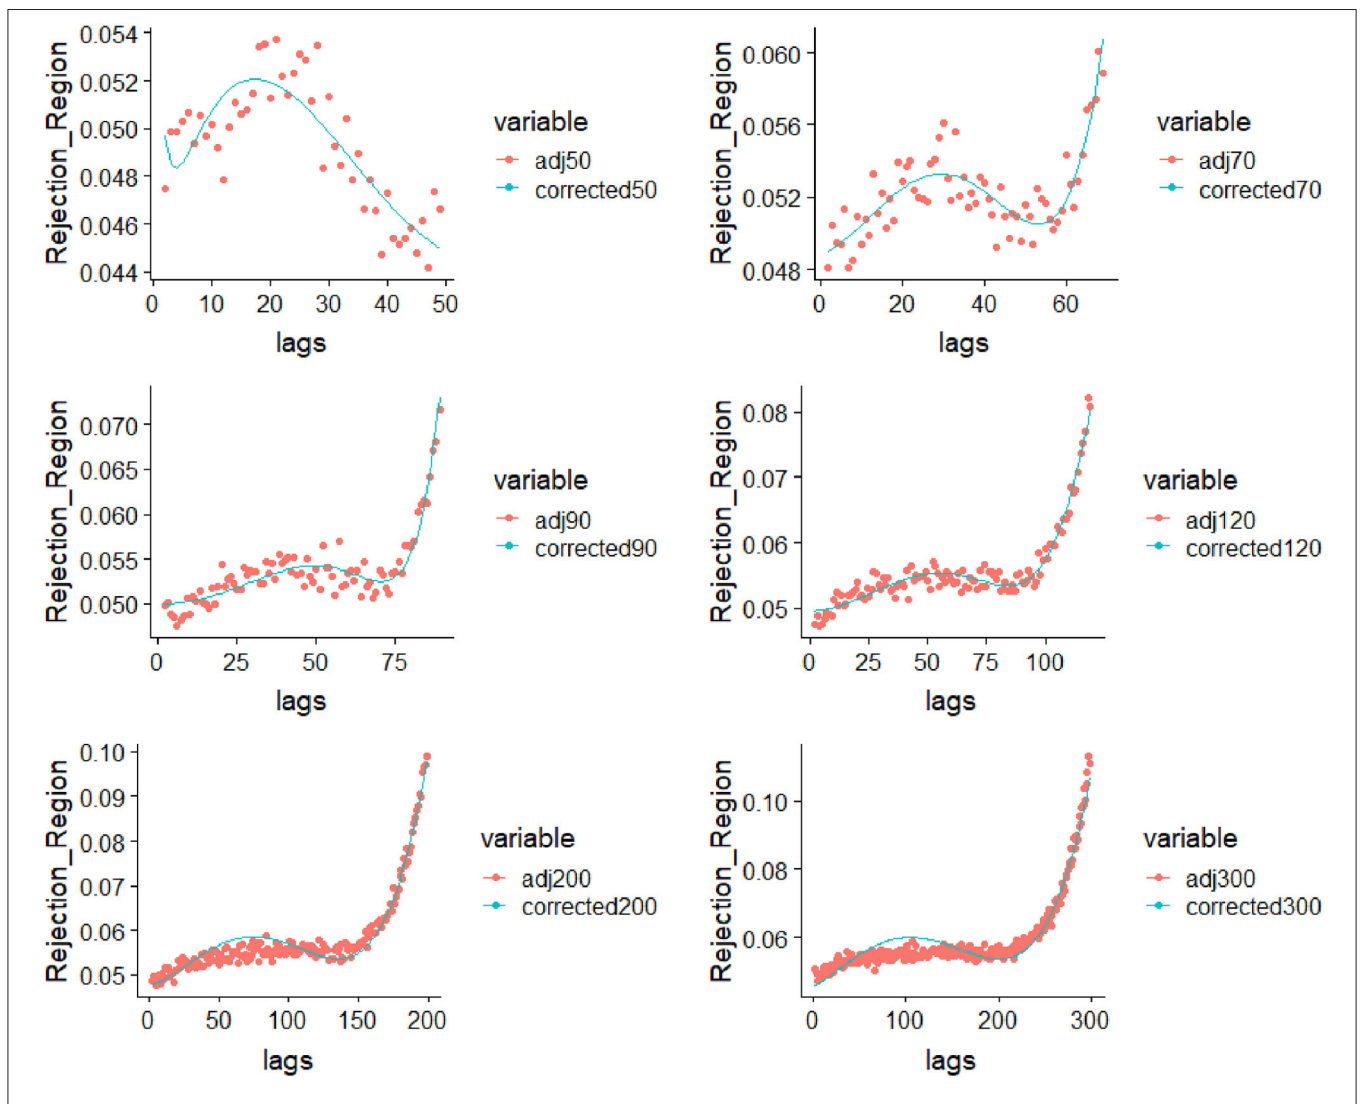 Rejection_Region
0.054
0.052
0.050
0.048
0.046
0.044
0 10 20 30 40 50
lags
variable
adj50
corrected50
Rejection_Region
0.060
0.056
0.052
0.048
0 20 40 60
lags
variable
adj70
corrected70
Rejection_Region
0.070
0.065
0.060
0.055
0.050
0 25 50 75
lags
variable
adj90
corrected90
Rejection_Region
0.08
0.07
0.06
0.05
0 25 50 75 100
lags
variable
adj120
corrected120
Rejection_Region
0.10
0.09
0.08
0.07
0.06
0.05
0 50 100 150 200
lags
variable
adj200
corrected200
Rejection_Region
0.10
0.08
0.06
0 100 200 300
lags
variable
adj300
corrected300